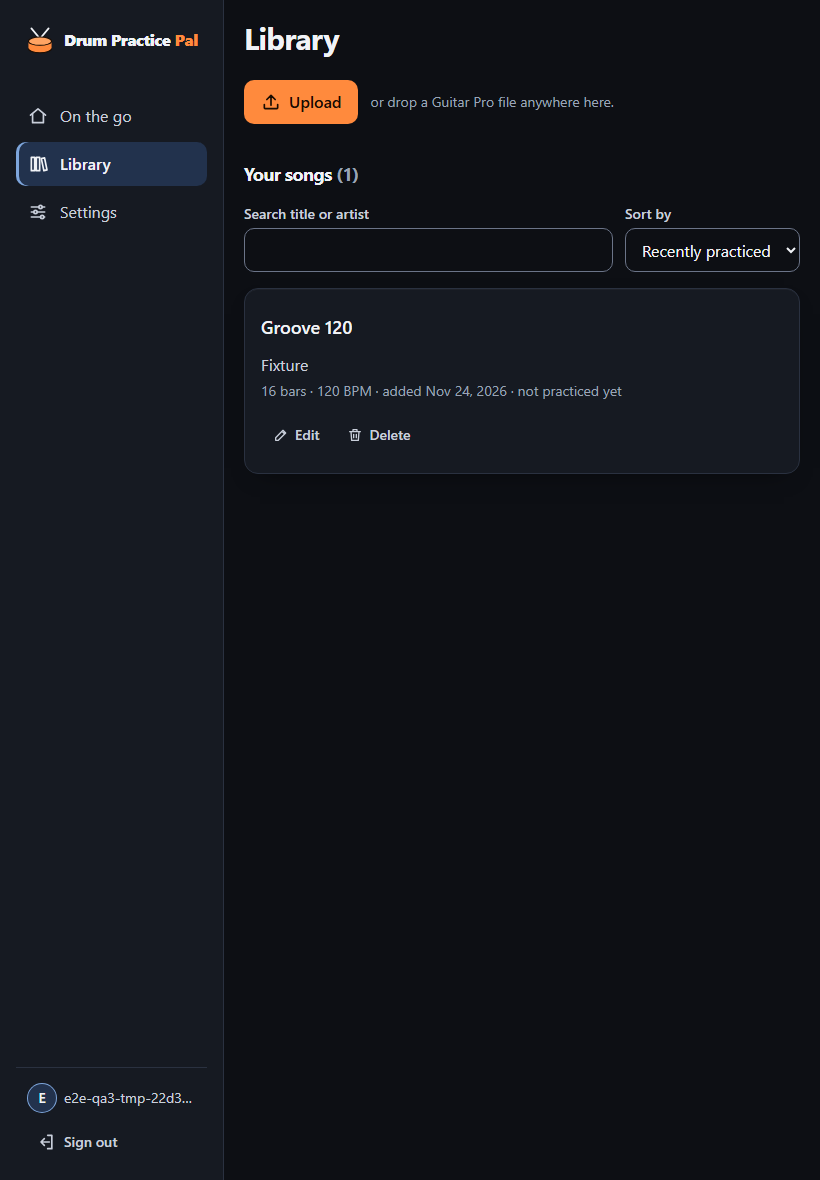 Drum Practice Pal
On the go
Library
Settings
e2e-qa3-tmp-22d3...
E
Sign out
Library
Upload
or drop a Guitar Pro file anywhere here.
Your songs (1)
Search title or artist
Sort by
Recently practiced
Groove 120
Fixture
16 bars · 120 BPM · added Nov 24, 2026 · not practiced yet
Edit
Delete